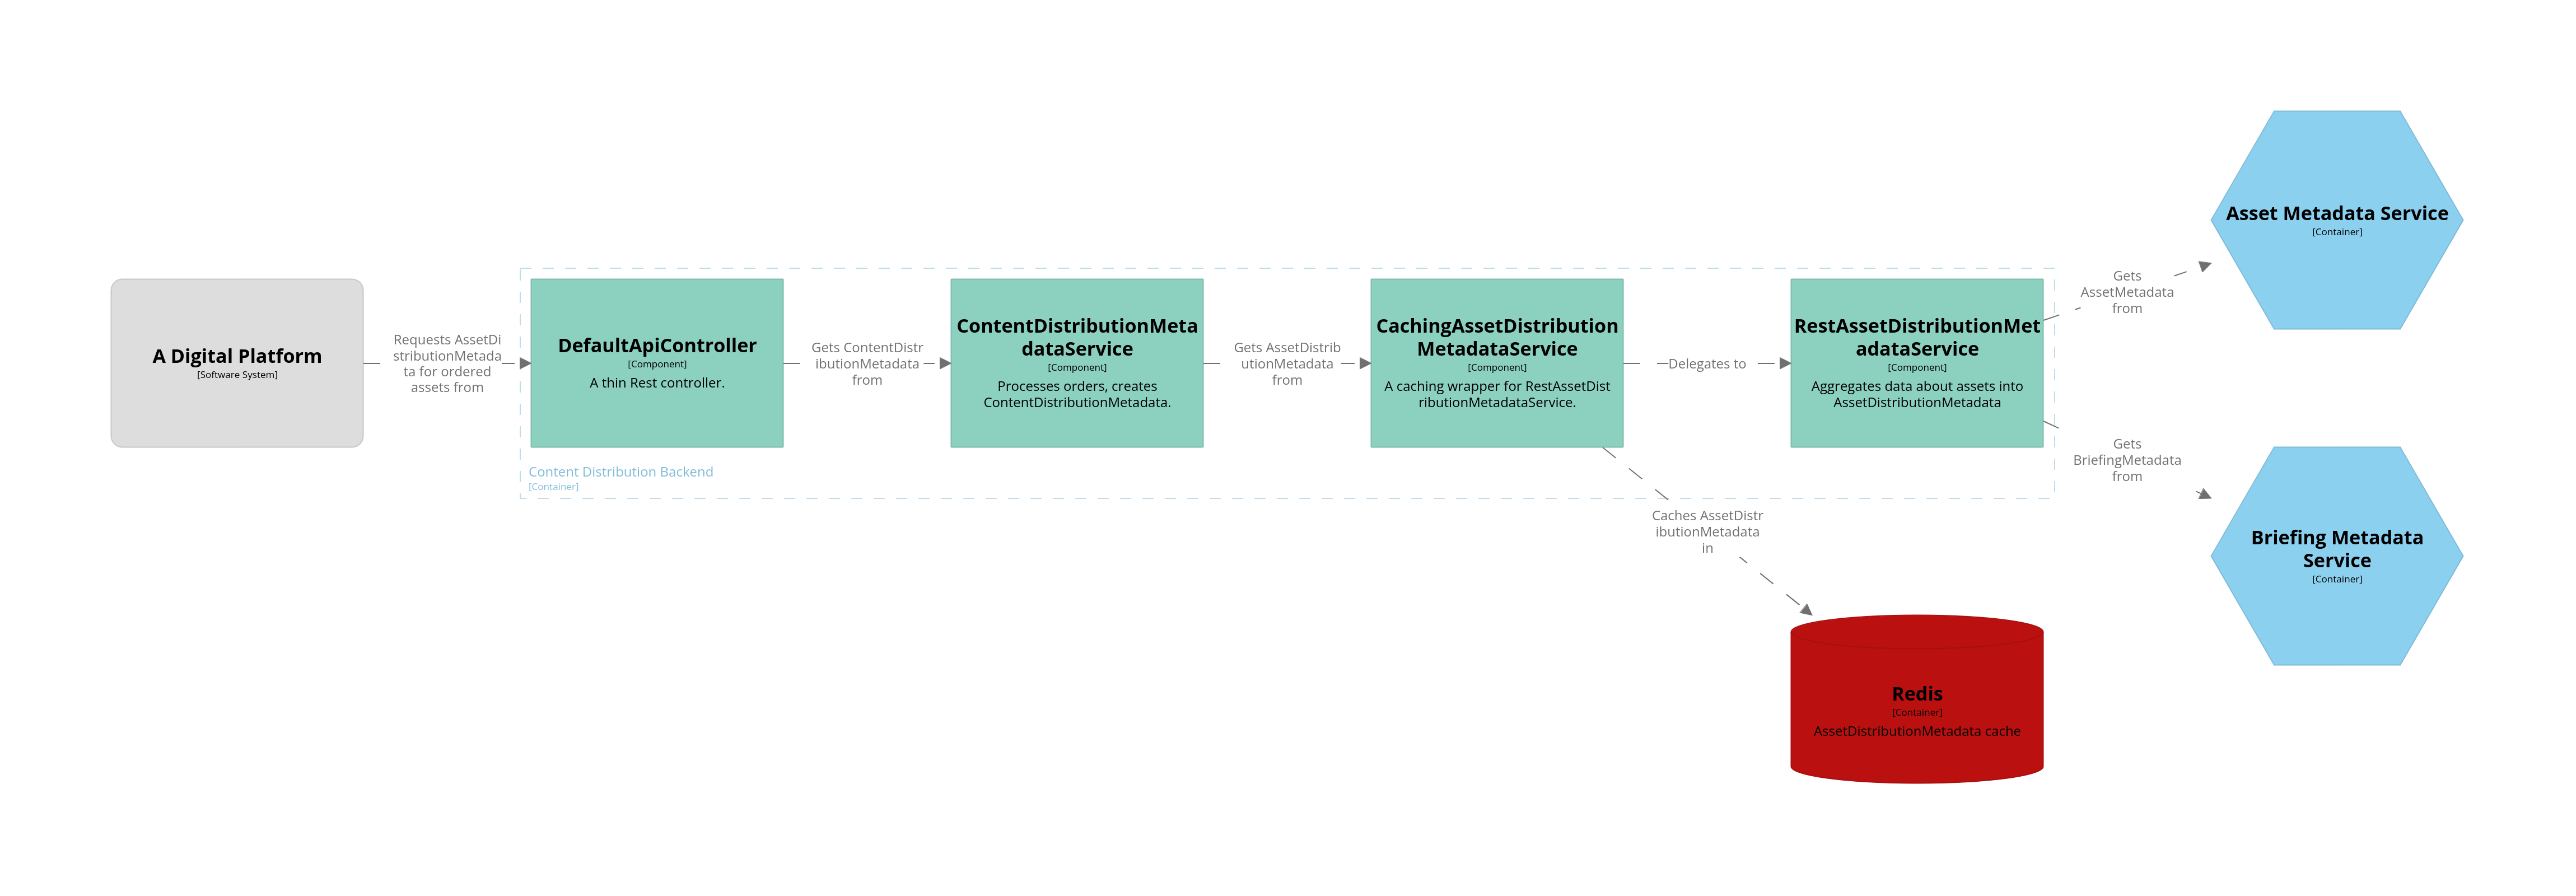 A Digital Platform
[Software System]
Requests AssetDi
stributionMetada
ta for ordered
assets from
DefaultApiController
[Component]
A thin Rest controller.
Gets ContentDistr
ibutionMetadata
from
ContentDistributionMeta
dataService
[Component]
Processes orders, creates
ContentDistributionMetadata.
Gets AssetDistrib
utionMetadata
from
CachingAssetDistribution
MetadataService
[Component]
A caching wrapper for RestAssetDist
ributionMetadataService.
Delegates to
RestAssetDistributionMet
adataService
[Component]
Aggregates data about assets into
AssetDistributionMetadata
Gets
AssetMetadata
from
Asset Metadata Service
[Container]
Gets
BriefingMetadata
from
Briefing Metadata
Service
[Container]
Content Distribution Backend
[Container]
Caches AssetDistr
ibutionMetadata
in
Redis
[Container]
AssetDistributionMetadata cache